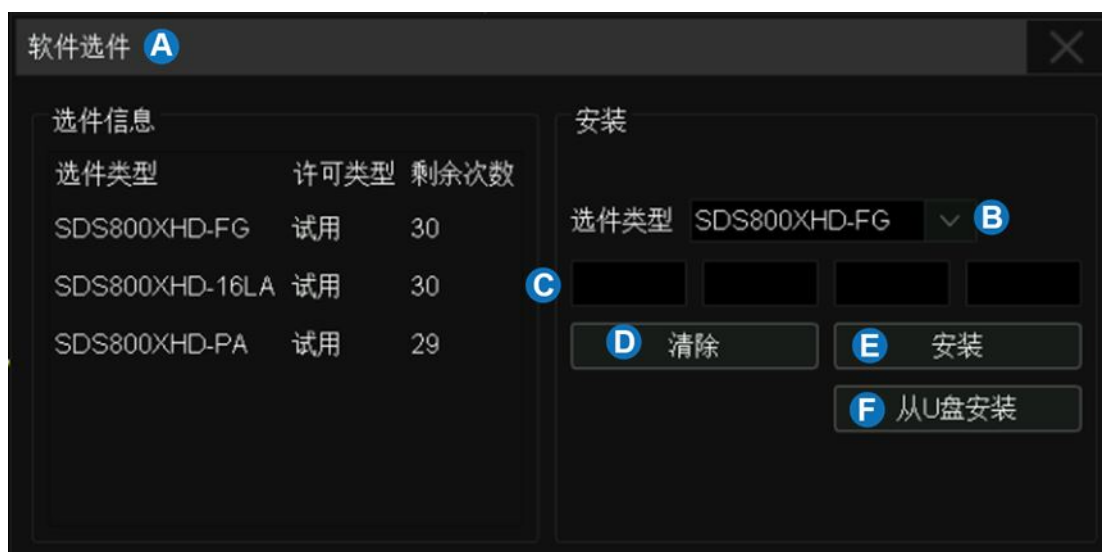 软件选件 A
选件信息
选件类型 许可类型 剩余次数
SDS800XHD-FG 试用 30
SDS800XHD-16LA 试用 30
SDS800XHD-PA 试用 29
安装
选件类型 SDS800XHD-FG B
C
D 清除
E 安装
F 从U盘安装